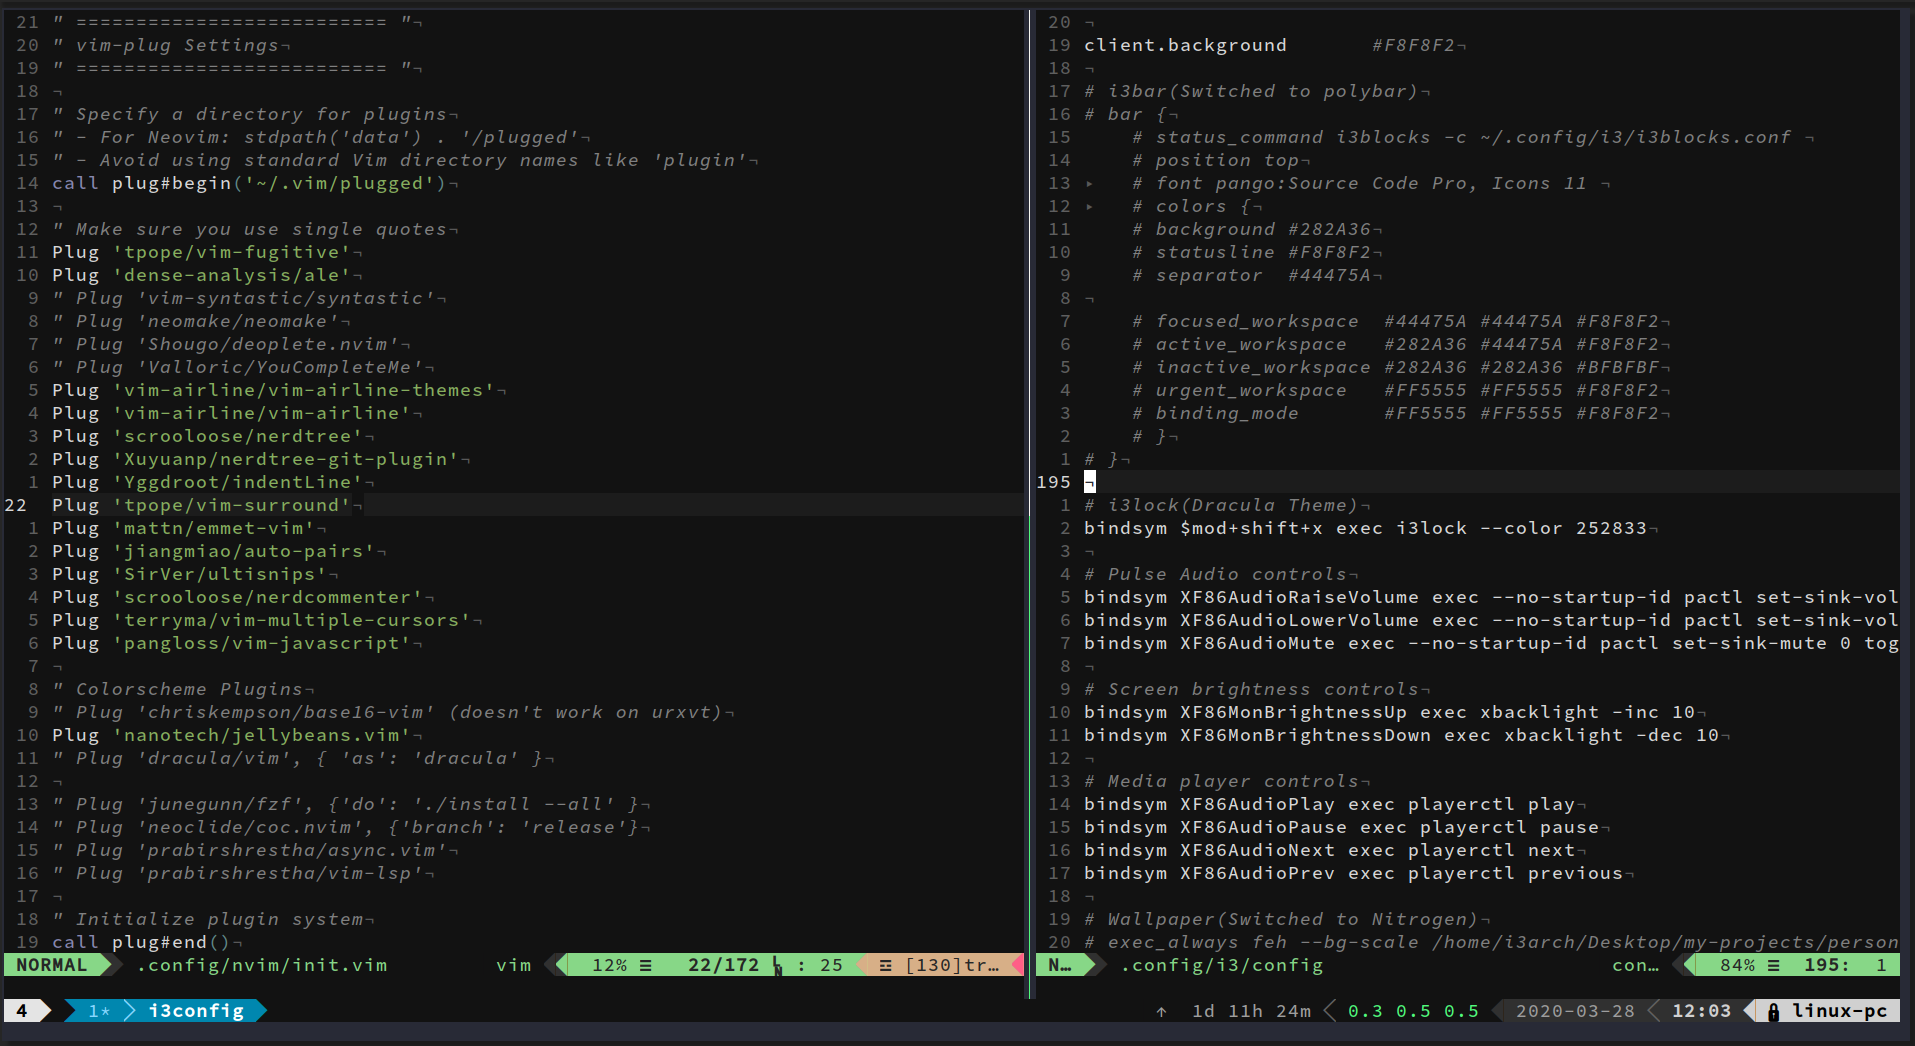 21 " ========================== "¬
20 " vim-plug Settings¬
19 " ========================== "¬
18 ¬
17 " Specify a directory for plugins¬
16 " - For Neovim: stdpath('data') . '/plugged'¬
15 " - Avoid using standard Vim directory names like 'plugin'¬
14 call plug#begin('~/.vim/plugged')¬
13 ¬
12 " Make sure you use single quotes¬
11 Plug 'tpope/vim-fugitive'¬
10 Plug 'dense-analysis/ale'¬
9 " Plug 'vim-syntastic/syntastic'¬
8 " Plug 'neomake/neomake'¬
7 " Plug 'Shougo/deoplete.nvim'¬
6 " Plug 'Valloric/YouCompleteMe'¬
5 Plug 'vim-airline/vim-airline-themes'¬
4 Plug 'vim-airline/vim-airline'¬
3 Plug 'scrooloose/nerdtree'¬
2 Plug 'Xuyuanp/nerdtree-git-plugin'¬
1 Plug 'Yggdroot/indentLine'¬
22 Plug 'tpope/vim-surround'¬
1 Plug 'mattn/emmet-vim'¬
2 Plug 'jiangmiao/auto-pairs'¬
3 Plug 'SirVer/ultisnips'¬
4 Plug 'scrooloose/nerdcommenter'¬
5 Plug 'terryma/vim-multiple-cursors'¬
6 Plug 'pangloss/vim-javascript'¬
7 ¬
8 " Colorscheme Plugins¬
9 " Plug 'chriskempson/base16-vim' (doesn't work on urxvt)¬
10 Plug 'nanotech/jellybeans.vim'¬
11 " Plug 'dracula/vim', { 'as': 'dracula' }¬
12 ¬
13 " Plug 'junegunn/fzf', {'do': './install --all' }¬
14 " Plug 'neoclide/coc.nvim', {'branch': 'release'}¬
15 " Plug 'prabirshrestha/async.vim'¬
16 " Plug 'prabirshrestha/vim-lsp'¬
17 ¬
18 " Initialize plugin system¬
19 call plug#end()¬
NORMAL .config/nvim/init.vim vim 12% ☰ 22/172 ㏑ : 25 ☲ [130]tr…
20 ¬
19 client.background #F8F8F2¬
18 ¬
17 # i3bar(Switched to polybar)¬
16 # bar {¬
15 # status_command i3blocks -c ~/.config/i3/i3blocks.conf ¬
14 # position top¬
13 ▸ # font pango:Source Code Pro, Icons 11 ¬
12 ▸ # colors {¬
11 # background #282A36¬
10 # statusline #F8F8F2¬
9 # separator #44475A¬
8 ¬
7 # focused_workspace #44475A #44475A #F8F8F2¬
6 # active_workspace #282A36 #44475A #F8F8F2¬
5 # inactive_workspace #282A36 #282A36 #BFBFBF¬
4 # urgent_workspace #FF5555 #FF5555 #F8F8F2¬
3 # binding_mode #FF5555 #FF5555 #F8F8F2¬
2 # }¬
1 # }¬
195 ¬
1 # i3lock(Dracula Theme)¬
2 bindsym $mod+shift+x exec i3lock --color 252833¬
3 ¬
4 # Pulse Audio controls¬
5 bindsym XF86AudioRaiseVolume exec --no-startup-id pactl set-sink-vol
6 bindsym XF86AudioLowerVolume exec --no-startup-id pactl set-sink-vol
7 bindsym XF86AudioMute exec --no-startup-id pactl set-sink-mute 0 tog
8 ¬
9 # Screen brightness controls¬
10 bindsym XF86MonBrightnessUp exec xbacklight -inc 10¬
11 bindsym XF86MonBrightnessDown exec xbacklight -dec 10¬
12 ¬
13 # Media player controls¬
14 bindsym XF86AudioPlay exec playerctl play¬
15 bindsym XF86AudioPause exec playerctl pause¬
16 bindsym XF86AudioNext exec playerctl next¬
17 bindsym XF86AudioPrev exec playerctl previous¬
18 ¬
19 # Wallpaper(Switched to Nitrogen)¬
20 # exec_always feh --bg-scale /home/i3arch/Desktop/my-projects/person
N… .config/i3/config con… 84% ☰ 195: 1
4 1* i3config ↑ 1d 11h 24m 0.3 0.5 0.5 2020-03-28 12:03 linux-pc